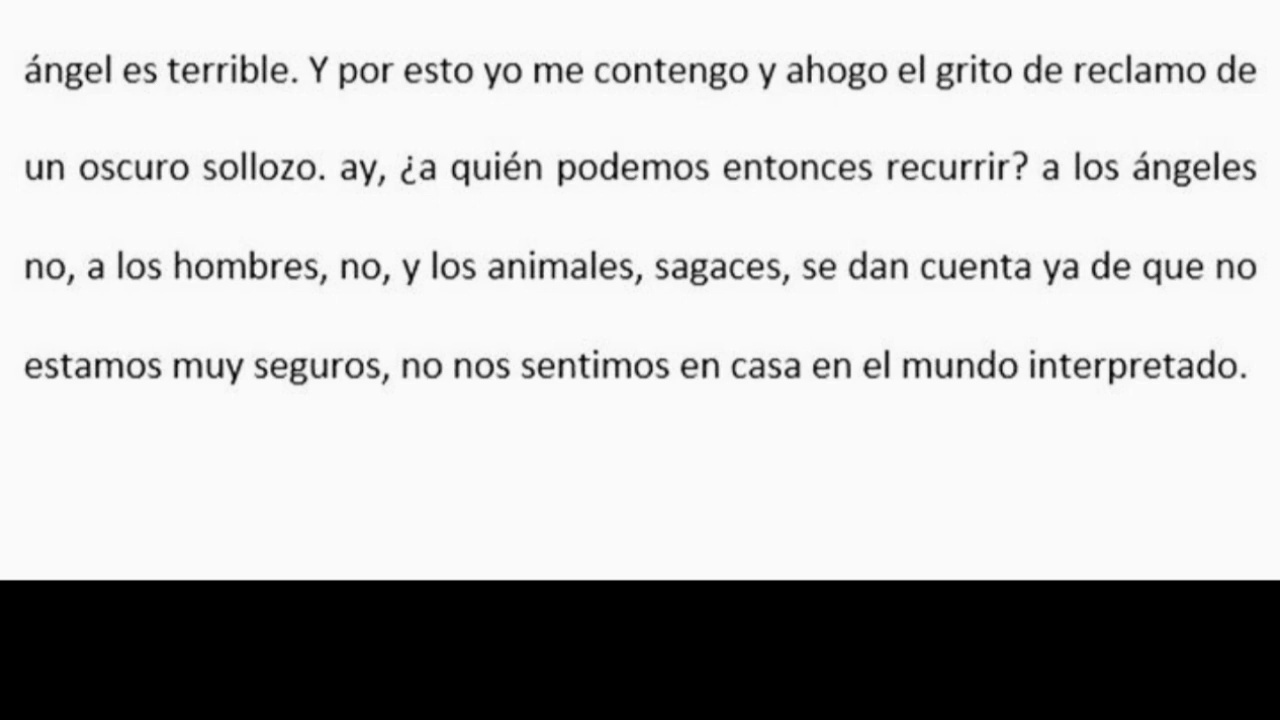 ángel es terrible. Y por esto yo me contengo y ahogo el grito de reclamo de
un oscuro sollozo. ay, ¿a quién podemos entonces recurrir? a los ángeles
no, a los hombres, no, y los animales, sagaces, se dan cuenta ya de que no
estamos muy seguros, no nos sentimos en casa en el mundo interpretado.